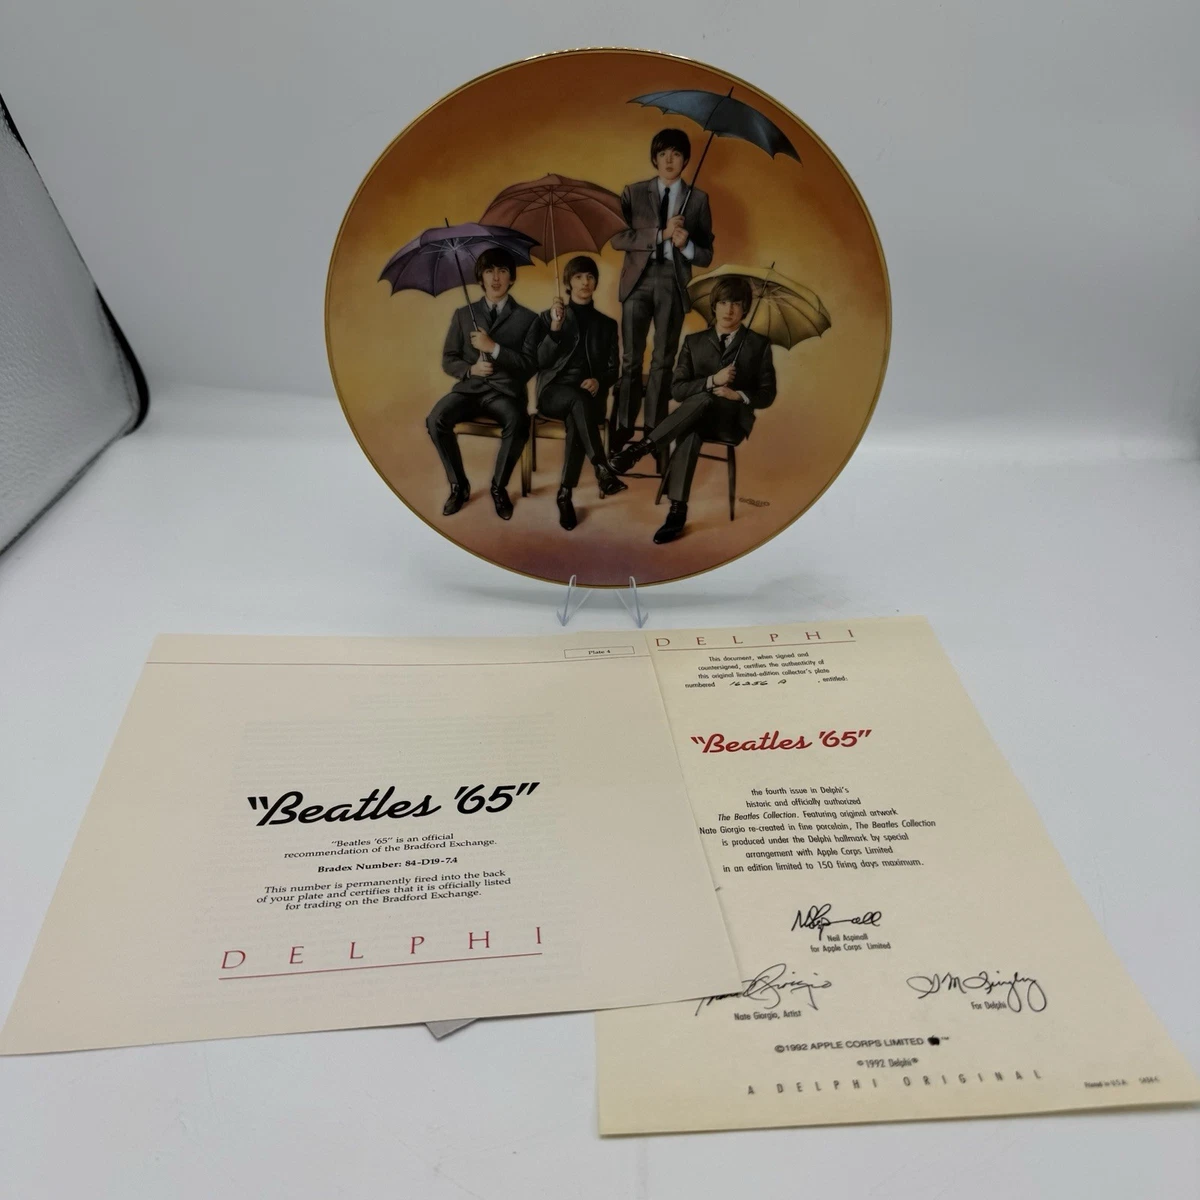 Plate 4
"Beatles '65"
"Beatles '65" is an official
recommendation of the Bradford Exchange.
Bradex Number: 84-D19-7.4
This number is permanently fired into the back
of your plate and certifies that it is officially listed
for trading on the Bradford Exchange.
DELPHI
DELPHI
This document, when signed and
countersigned, certifies the authenticity of
this original limited-edition collector's plate
numbered , entitled:
"Beatles '65"
the fourth issue in Delphi's
historic and officially authorized
The Beatles Collection. Featuring original artwork
Nate Giorgio re-created in fine porcelain, The Beatles Collection
is produced under the Delphi hallmark by special
arrangement with Apple Corps Limited
in an edition limited to 150 firing days maximum.
Neil Aspinall
for Apple Corps Limited
Nate Giorgio, Artist
For Delphi
©1992 APPLE CORPS LIMITED ™
©1992 Delphi®
A DELPHI ORIGINAL
Printed in U.S.A.